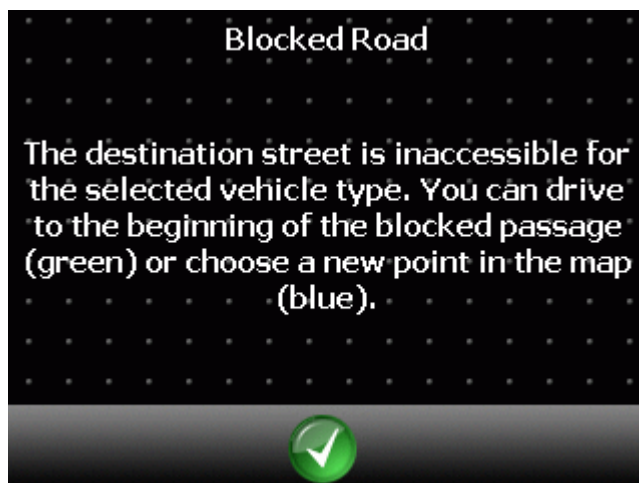 Blocked Road
The destination street is inaccessible for
the selected vehicle type. You can drive
to the beginning of the blocked passage
(green) or choose a new point in the map
(blue).